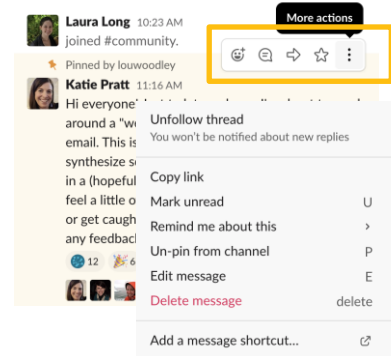 More actions
Laura Long 10:23 AM
joined #community.
Pinned by louwoodley
Katie Pratt 11:16 AM
Hi everyone
around a "we
email. This is
synthesize
in a (hopeful
feel a little
or get caugh
any feedbac
12 6
Unfollow thread
You won't be notified about new replies
Copy link
Mark unread U
Remind me about this
Un-pin from channel P
Edit message E
Delete message delete
Add a message shortcut...